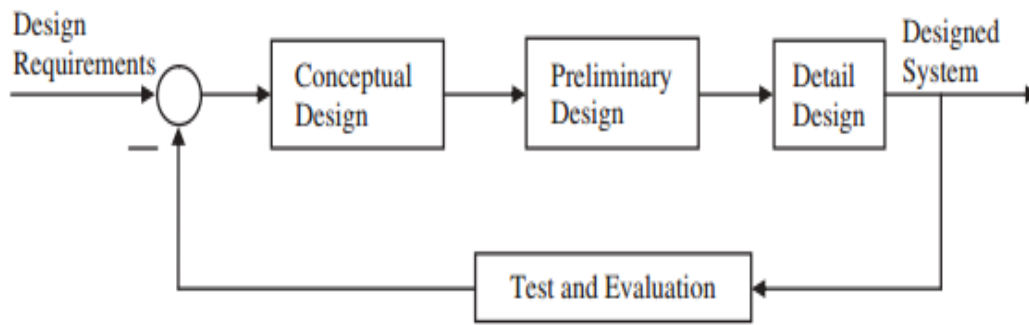 Design
Requirements
Conceptual
Design
Preliminary
Design
Detail
Design
Designed
System
—
Test and Evaluation